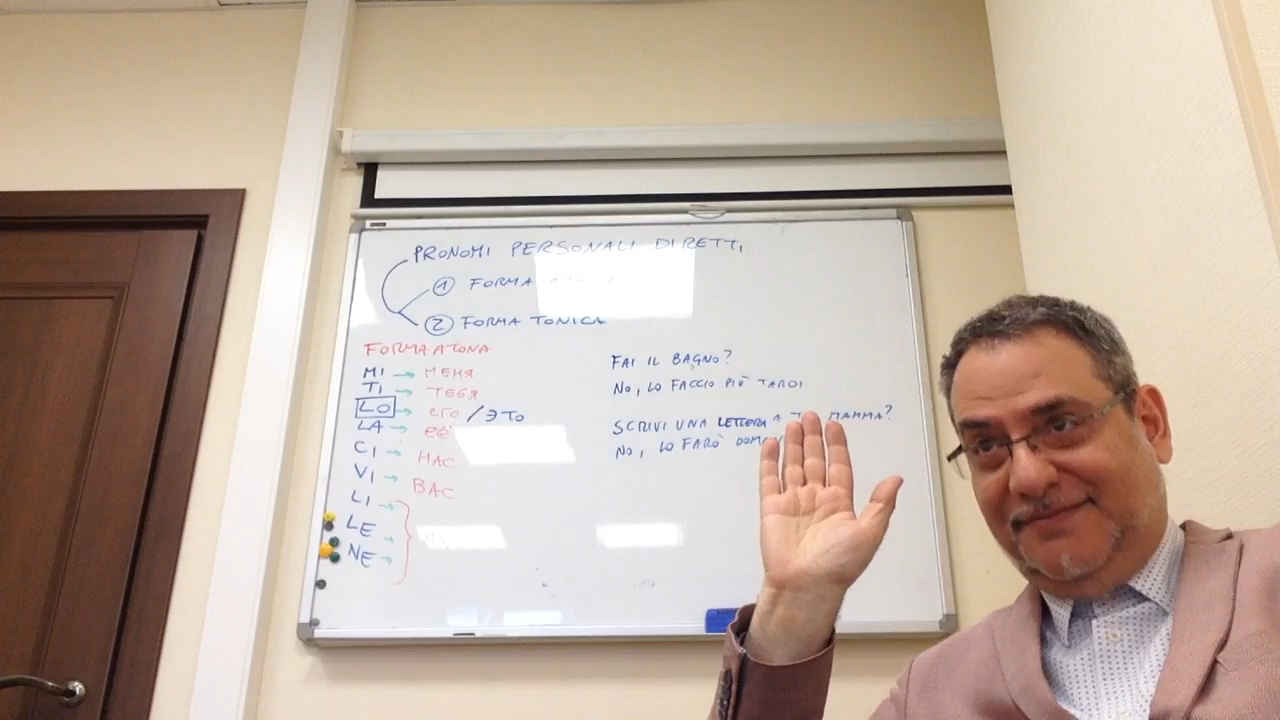 PRONOMI PERSONALI DIRETTI
1 FORMA ATONA
2 FORMA TONICA
FORMA ATONA
MI → МЕНЯ
TI → ТЕБЯ
LO → его / ЭТО
LA → её
CI → НАС
VI → ВАС
LI →
LE →
NE →
FAI IL BAGNO?
NO, LO FACCIO PIÙ TARDI
SCRIVI UNA LETTERA A MAMMA?
NO, LO FARÒ